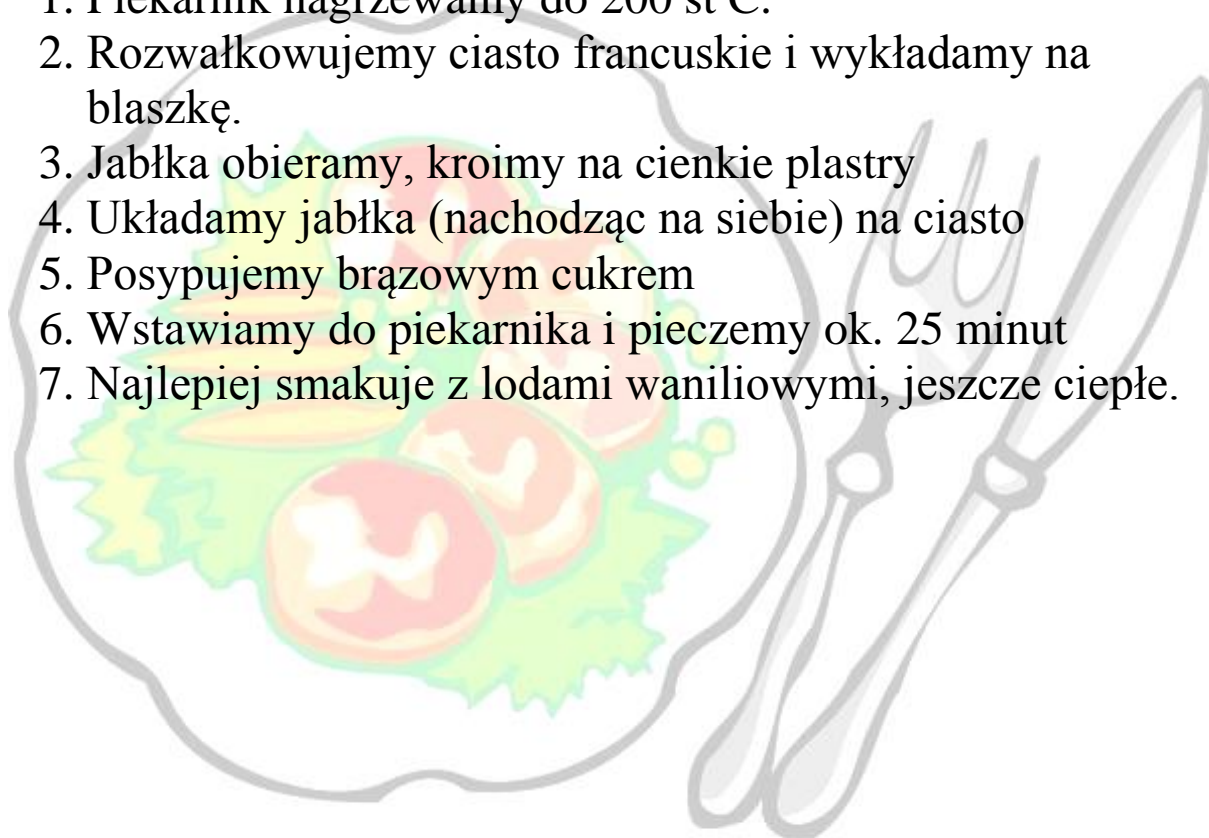 1. Piekarnik nagrzewamy do 200 st C.
2. Rozwałkowujemy ciasto francuskie i wykładamy na
blaszkę.
3. Jabłka obieramy, kroimy na cienkie plastry
4. Układamy jabłka (nachodząc na siebie) na ciasto
5. Posypujemy brązowym cukrem
6. Wstawiamy do piekarnika i pieczemy ok. 25 minut
7. Najlepiej smakuje z lodami waniliowymi, jeszcze ciepłe.